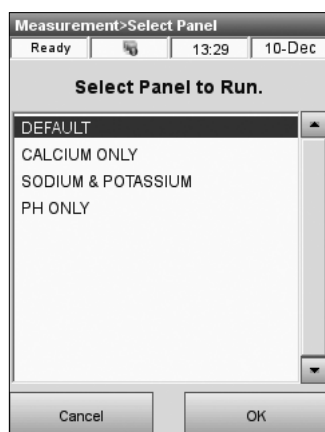 Measurement>Select Panel
Ready 13:29 10-Dec
Select Panel to Run.
DEFAULT
CALCIUM ONLY
SODIUM & POTASSIUM
PH ONLY
Cancel OK